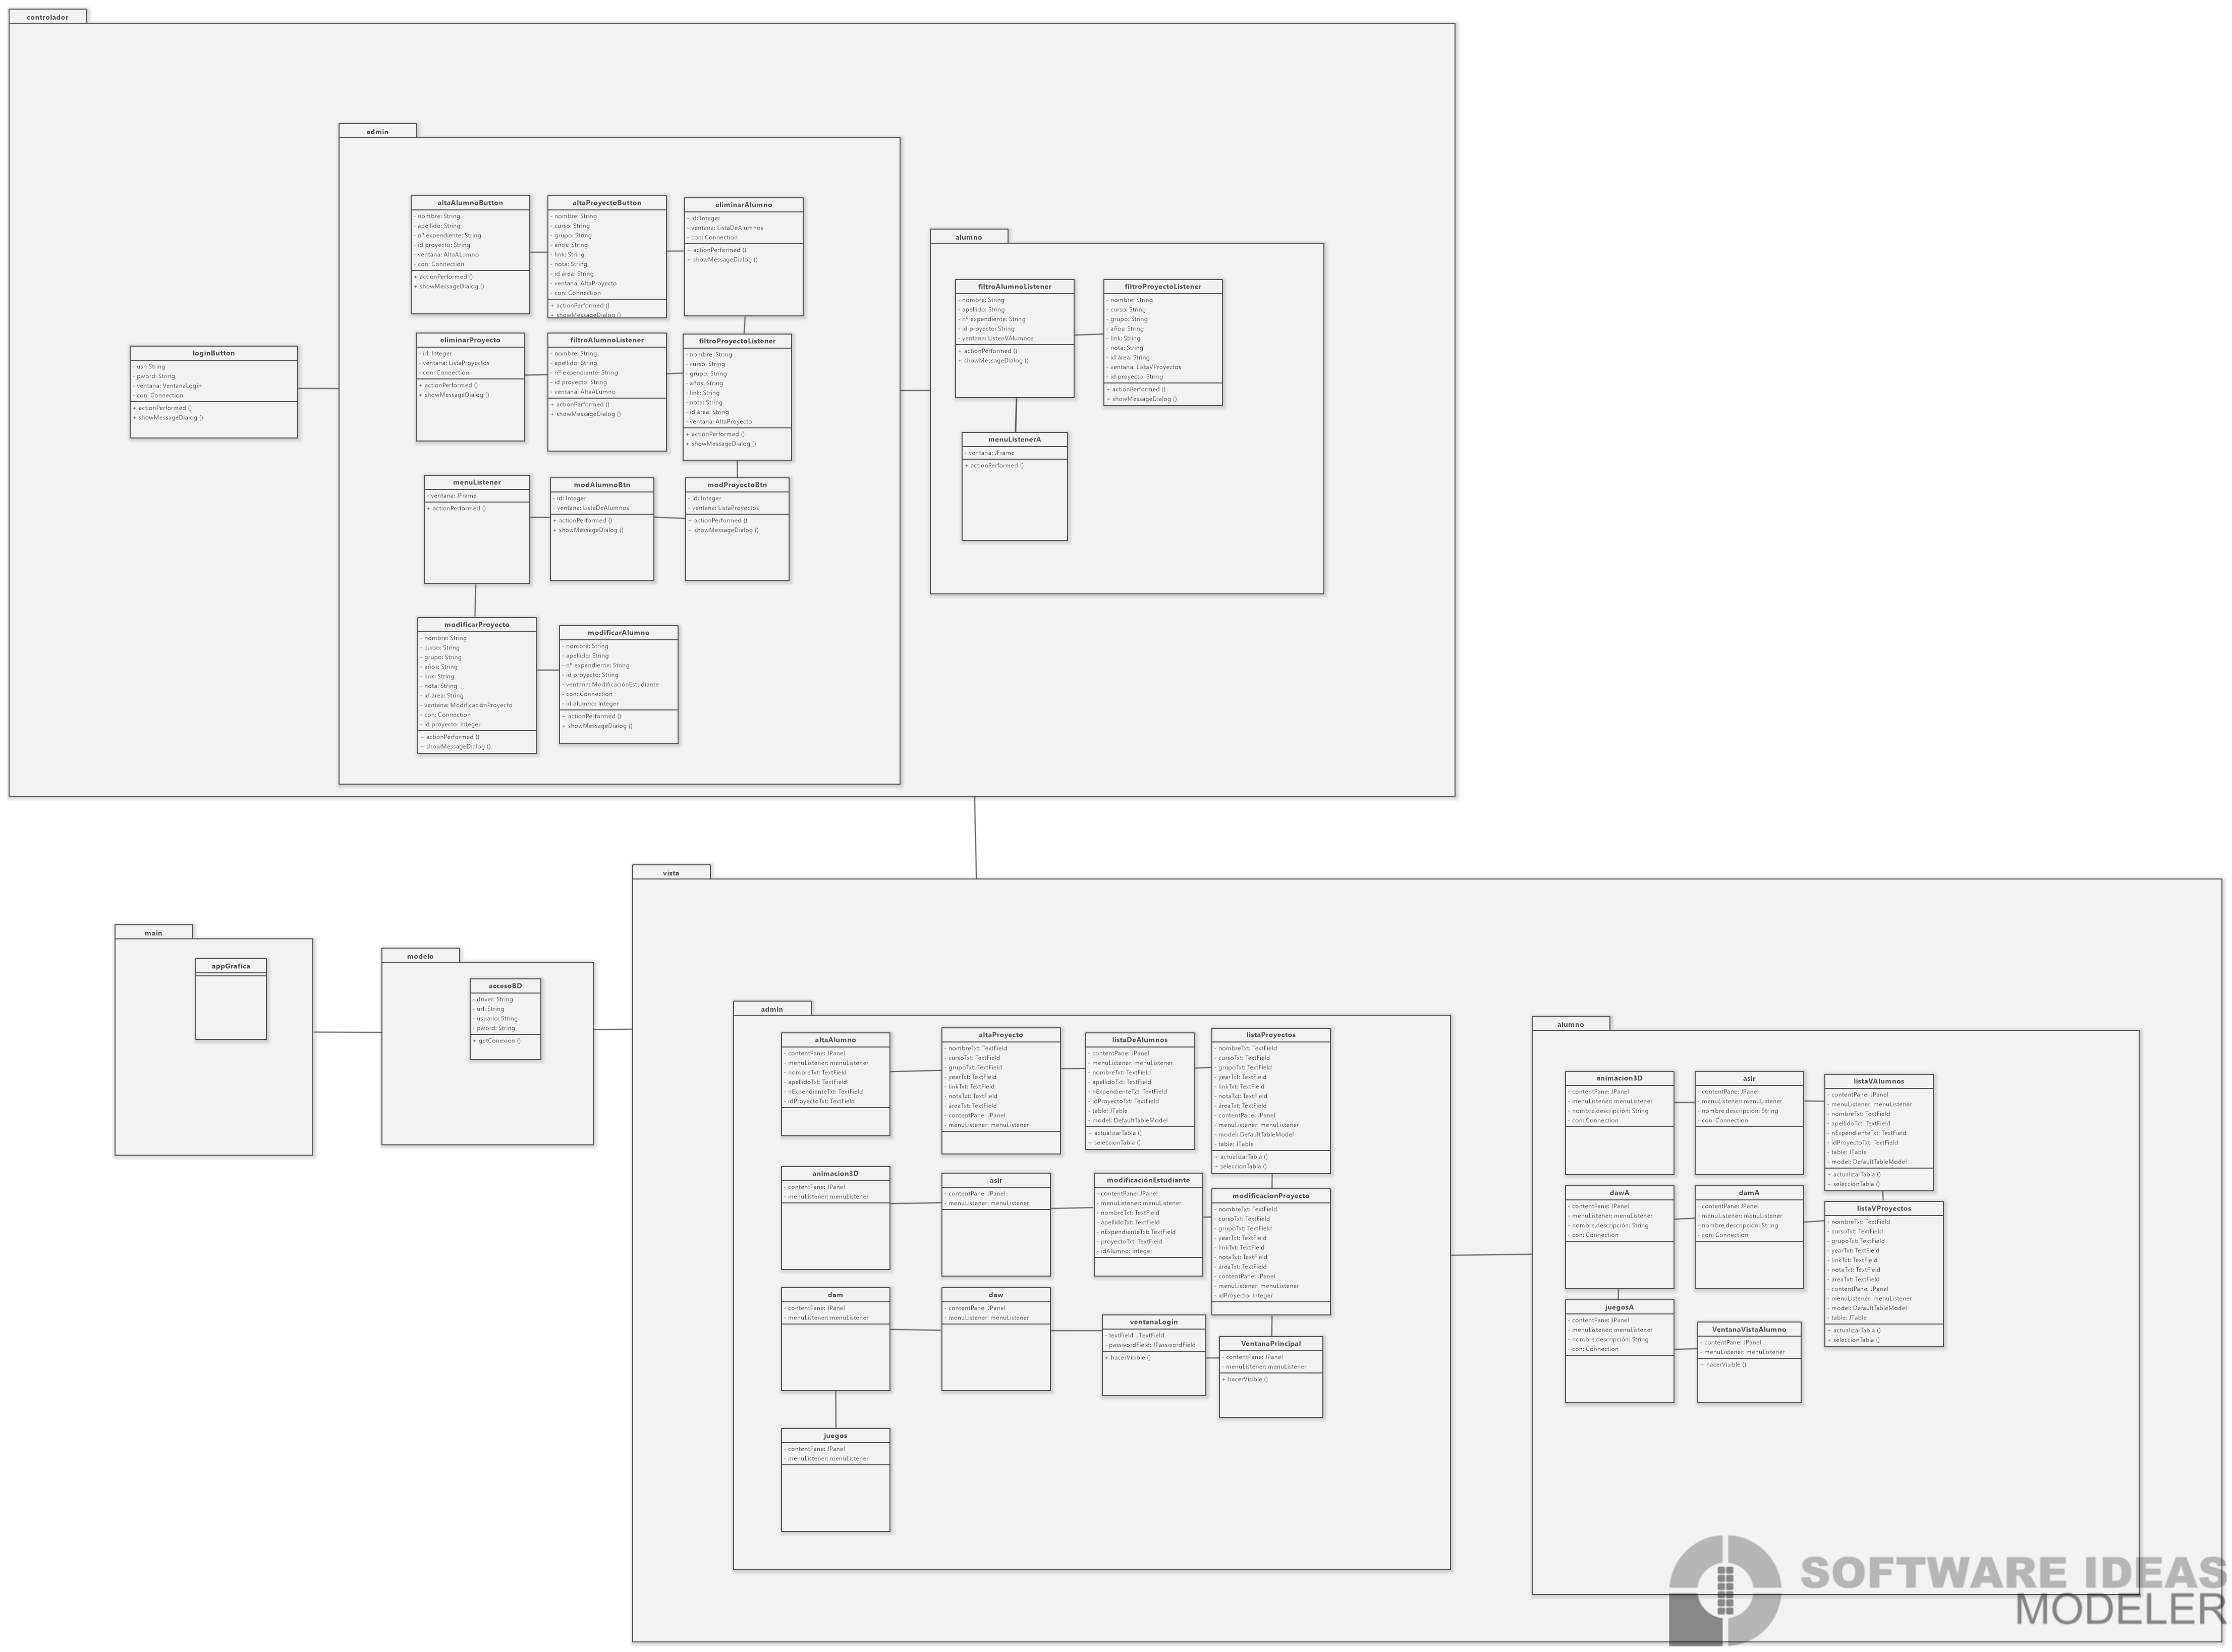 controlador
admin
altaAlumnoButton
- nombre: String
- apellido: String
- nº expendiente: String
- id proyecto: String
- ventana: AltaALumno
- con: Connection
+ actionPerformed ()
+ showMessageDialog ()
altaProyectoButton
- nombre: String
- curso: String
- grupo: String
- años: String
- link: String
- nota: String
- id área: String
- ventana: AltaProyecto
- con: Connection
+ actionPerformed ()
+ showMessageDialog ()
eliminarAlumno
- id: Integer
- ventana: ListaDeAlumnos
- con: Connection
+ actionPerformed ()
+ showMessageDialog ()
loginButton
- usr: String
- pword: String
- ventana: VentanaLogin
- con: Connection
+ actionPerformed ()
+ showMessageDialog ()
eliminarProyecto
- id: Integer
- ventana: ListaProyectos
- con: Connection
+ actionPerformed ()
+ showMessageDialog ()
filtroAlumnoListener
- nombre: String
- apellido: String
- nº expendiente: String
- id proyecto: String
- ventana: AltaALumno
+ actionPerformed ()
+ showMessageDialog ()
filtroProyectoListener
- nombre: String
- curso: String
- grupo: String
- años: String
- link: String
- nota: String
- id área: String
- ventana: AltaProyecto
+ actionPerformed ()
+ showMessageDialog ()
menuListener
- ventana: JFrame
+ actionPerformed ()
modAlumnoBtn
- id: Integer
- ventana: ListaDeAlumnos
+ actionPerformed ()
+ showMessageDialog ()
modProyectoBtn
- id: Integer
- ventana: ListaProyectos
+ actionPerformed ()
+ showMessageDialog ()
modificarProyecto
- nombre: String
- curso: String
- grupo: String
- años: String
- link: String
- nota: String
- id área: String
- ventana: ModificaciónProyecto
- con: Connection
- id proyecto: Integer
+ actionPerformed ()
+ showMessageDialog ()
modificarAlumno
- nombre: String
- apellido: String
- nº expendiente: String
- id proyecto: String
- ventana: ModificaciónEstudiante
- con: Connection
- id alumno: Integer
+ actionPerformed ()
+ showMessageDialog ()
alumno
filtroAlumnoListener
- nombre: String
- apellido: String
- nº expendiente: String
- id proyecto: String
- ventana: ListenVAlumnos
+ actionPerformed ()
+ showMessageDialog ()
filtroProyectoListener
- nombre: String
- curso: String
- grupo: String
- años: String
- link: String
- nota: String
- id área: String
- ventana: ListaVProyectos
- id proyecto: String
+ actionPerformed ()
+ showMessageDialog ()
menuListenerA
- ventana: JFrame
+ actionPerformed ()
main
appGrafica
modelo
accesoBD
- driver: String
- url: String
- usuario: String
- pword: String
+ getConexion ()
vista
admin
altaAlumno
- contentPane: JPanel
- menuListener: menuListener
- nombreTxt: TextField
- apellidoTxt: TextField
- nExpendienteTxt: TextField
- idProyectoTxt: TextField
altaProyecto
- nombreTxt: TextField
- cursoTxt: TextField
- grupoTxt: TextField
- yearTxt: TextField
- linkTxt: TextField
- notaTxt: TextField
- áreaTxt: TextField
- contentPane: JPanel
- menuListener: menuListener
listaDeAlumnos
- contentPane: JPanel
- menuListener: menuListener
- nombreTxt: TextField
- apellidoTxt: TextField
- nExpendienteTxt: TextField
- idProyectoTxt: TextField
- table: JTable
- model: DefaultTableModel
+ actualizarTabla ()
+ seleccionTabla ()
listaProyectos
- nombreTxt: TextField
- cursoTxt: TextField
- grupoTxt: TextField
- yearTxt: TextField
- linkTxt: TextField
- notaTxt: TextField
- áreaTxt: TextField
- contentPane: JPanel
- menuListener: menuListener
- model: DefaultTableModel
- table: JTable
+ actualizarTabla ()
+ seleccionTabla ()
animacion3D
- contentPane: JPanel
- menuListener: menuListener
asir
- contentPane: JPanel
- menuListener: menuListener
modificaciónEstudiante
- contentPane: JPanel
- menuListener: menuListener
- nombreTxt: TextField
- apellidoTxt: TextField
- nExpendienteTxt: TextField
- proyectoTxt: TextField
- idAlumno: Integer
modificacionProyecto
- nombreTxt: TextField
- cursoTxt: TextField
- grupoTxt: TextField
- yearTxt: TextField
- linkTxt: TextField
- notaTxt: TextField
- áreaTxt: TextField
- contentPane: JPanel
- menuListener: menuListener
- idProyecto: Integer
dam
- contentPane: JPanel
- menuListener: menuListener
daw
- contentPane: JPanel
- menuListener: menuListener
ventanaLogin
- textField: JTextField
- passwordField: JPasswordField
+ hacerVisible ()
VentanaPrincipal
- contentPane: JPanel
- menuListener: menuListener
+ hacerVisible ()
juegos
- contentPane: JPanel
- menuListener: menuListener
alumno
animacion3D
- contentPane: JPanel
- menuListener: menuListener
- nombre,descripción: String
- con: Connection
asir
- contentPane: JPanel
- menuListener: menuListener
- nombre,descripción: String
- con: Connection
listaVAlumnos
- contentPane: JPanel
- menuListener: menuListener
- nombreTxt: TextField
- apellidoTxt: TextField
- nExpendienteTxt: TextField
- idProyectoTxt: TextField
- table: JTable
- model: DefaultTableModel
+ actualizarTabla ()
+ seleccionTabla ()
dawA
- contentPane: JPanel
- menuListener: menuListener
- nombre,descripción: String
- con: Connection
damA
- contentPane: JPanel
- menuListener: menuListener
- nombre,descripción: String
- con: Connection
listaVProyectos
- nombreTxt: TextField
- cursoTxt: TextField
- grupoTxt: TextField
- yearTxt: TextField
- linkTxt: TextField
- notaTxt: TextField
- áreaTxt: TextField
- contentPane: JPanel
- menuListener: menuListener
- model: DefaultTableModel
- table: JTable
+ actualizarTabla ()
+ seleccionTabla ()
juegosA
- contentPane: JPanel
- menuListener: menuListener
- nombre,descripción: String
- con: Connection
VentanaVistaAlumno
- contentPane: JPanel
- menuListener: menuListener
+ hacerVisible ()
SOFTWARE IDEAS
MODELER